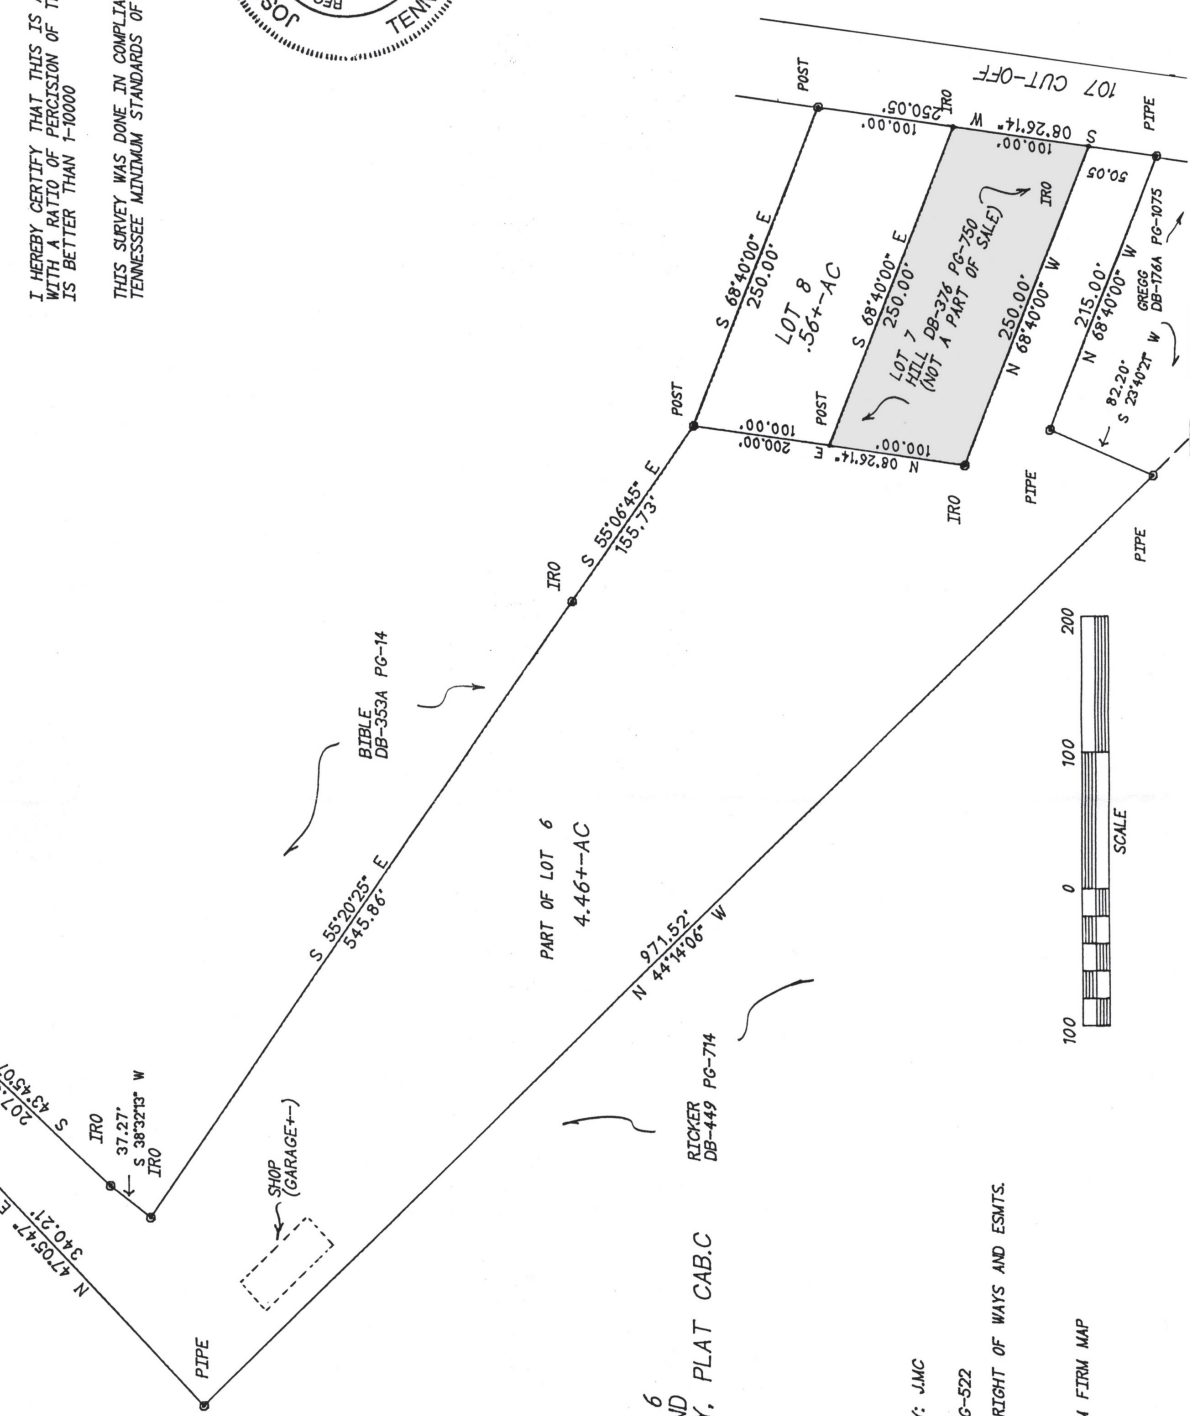 I HEREBY CERTIFY THAT THIS IS
WITH A RATIO OF PERCISION OF
IS BETTER THAN 1-10000
THIS SURVEY WAS DONE IN
TENNESSEE MINIMUM STANDARDS OF
107 CUT-OFF
POST
250.05'
100.00'
IRO
S 08°26'14" W
100.00'
50.05
PIPE
S 68°40'00" E
250.00'
LOT 8
.56+-AC
S 68°40'00" E
250.00'
LOT 7
HILL DB-376 PG-750
(NOT A PART OF SALE)
IRO
250.00'
N 68°40'00" W
215.00'
N 68°40'00" W
GREGG
DB-176A PG-1075
82.20'
S 23°40'21" W
POST
100.00'
200.00'
POST
N 08°26'14" E
100.00'
IRO
PIPE
PIPE
S 55°06'45" E
155.73'
IRO
BIBLE
DB-353A PG-14
S 55°20'25" E
545.86'
PART OF LOT 6
4.46+-AC
971.52'
N 44°14'06" W
RICKER
DB-449 PG-714
S 43°45'07
IRO
37.27'
S 38°32'13" W
IRO
N 47°05'47" E
340.21'
SHOP
(GARAGE+-)
PIPE
100 0 100 200
SCALE
6
PLAT CAB.C
J.MC
G-522
RIGHT OF WAYS AND ESMTS.
FIRM MAP